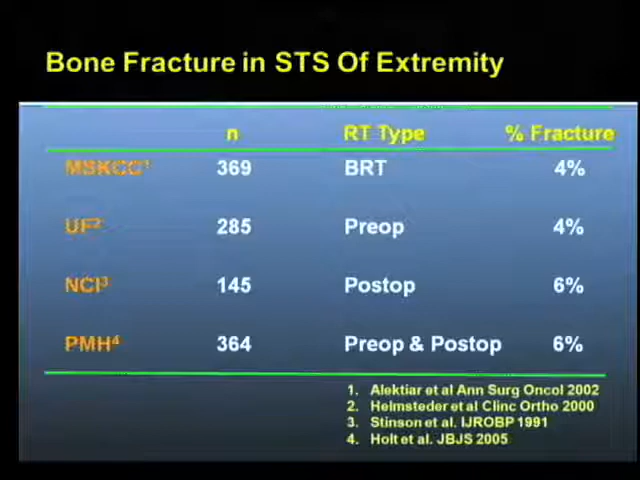 Bone Fracture in STS Of Extremity
n RT Type % Fracture
MSKCC1 369 BRT 4%
UF2 285 Preop 4%
NCI3 145 Postop 6%
PMH4 364 Preop & Postop 6%
1. Alektiar et al Ann Surg Oncol 2002
2. Helmsteder et al Clinc Ortho 2000
3. Stinson et al. IJROBP 1991
4. Holt et al. JBJS 2005